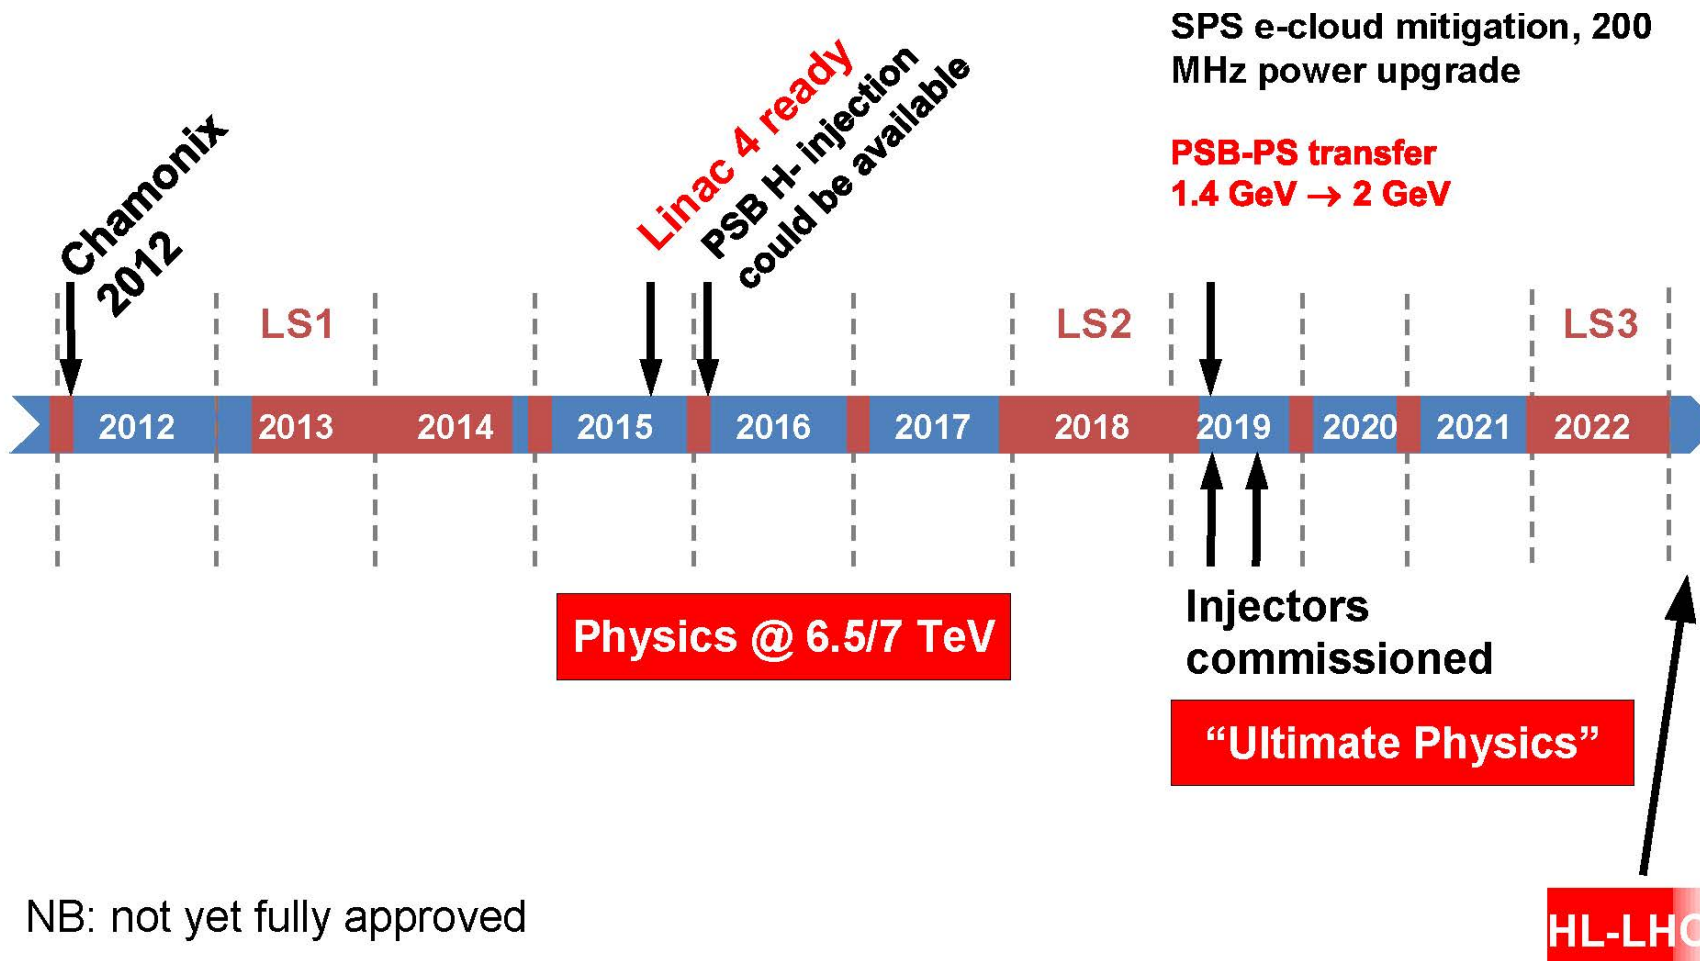 SPS e-cloud mitigation, 200
MHz power upgrade
PSB-PS transfer
1.4 GeV → 2 GeV
Chamonix
2012
Linac 4 ready
PSB H- injection
could be available
LS1
LS2
LS3
2012
2013
2014
2015
2016
2017
2018
2019
2020
2021
2022
Physics @ 6.5/7 TeV
Injectors
commissioned
“Ultimate Physics”
NB: not yet fully approved
HL-LHC